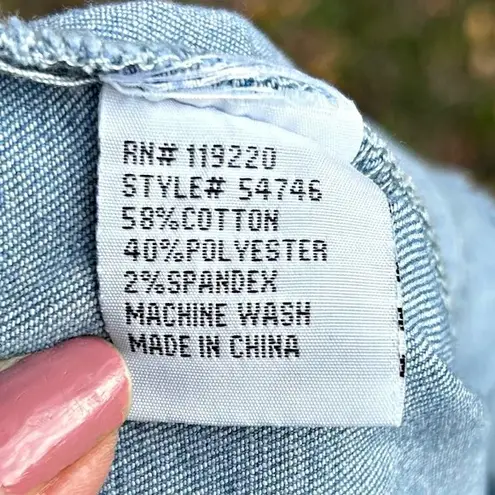 RN# 119220
STYLE# 54746
58%COTTON
40%POLYESTER
2%SPANDEX
MACHINE WASH
MADE IN CHINA